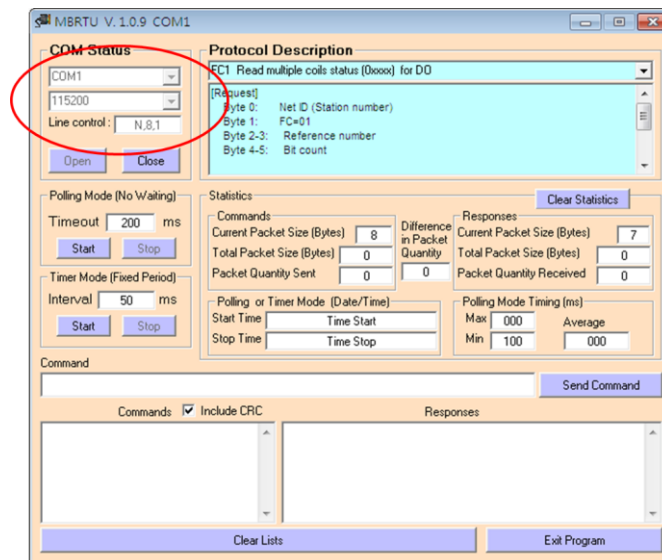 MBRTU V. 1.0.9 COM1
COM Status
COM1
115200
Line control : N,8,1
Open Close
Protocol Description
FC1 Read multiple coils status (0xxxx) for DO
[Request]
Byte 0: Net ID (Station number)
Byte 1: FC=01
Byte 2-3: Reference number
Byte 4-5: Bit count
Polling Mode (No Waiting)
Timeout 200 ms
Start Stop
Timer Mode (Fixed Period)
Interval 50 ms
Start Stop
Statistics
Clear Statistics
Commands
Current Packet Size (Bytes) 8
Total Packet Size (Bytes) 0
Packet Quantity Sent 0
Difference
in Packet
Quantity
0
Responses
Current Packet Size (Bytes) 7
Total Packet Size (Bytes) 0
Packet Quantity Received 0
Polling or Timer Mode (Date/Time)
Start Time Time Start
Stop Time Time Stop
Polling Mode Timing (ms)
Max 000 Average
Min 100 000
Command
Send Command
Commands Include CRC Responses
Clear Lists Exit Program